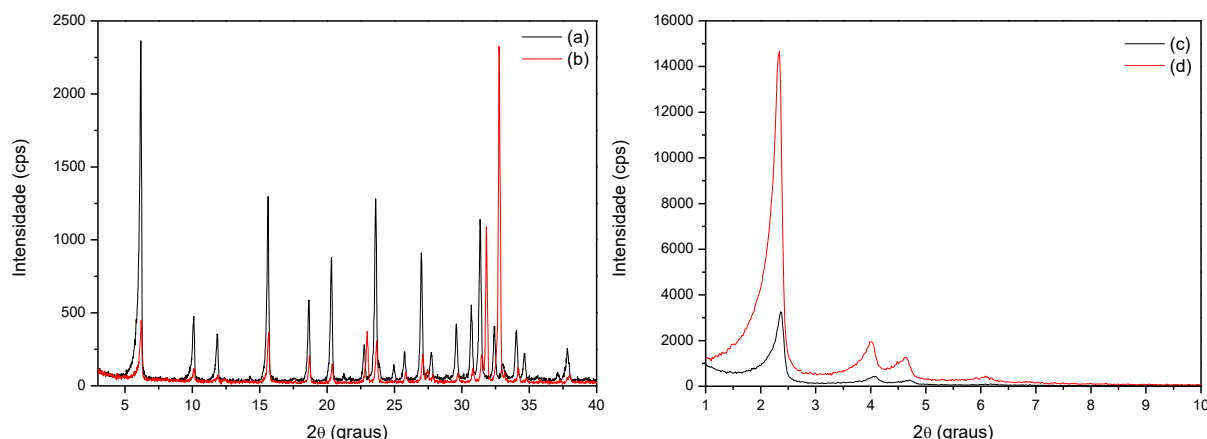 2500
2000
1500
1000
500
0
5 10 15 20 25 30 35 40
Intensidade (cps)
2θ (graus)
(a)
(b)
16000
14000
12000
10000
8000
6000
4000
2000
0
1 2 3 4 5 6 7 8 9 10
Intensidade (cps)
2θ (graus)
(c)
(d)